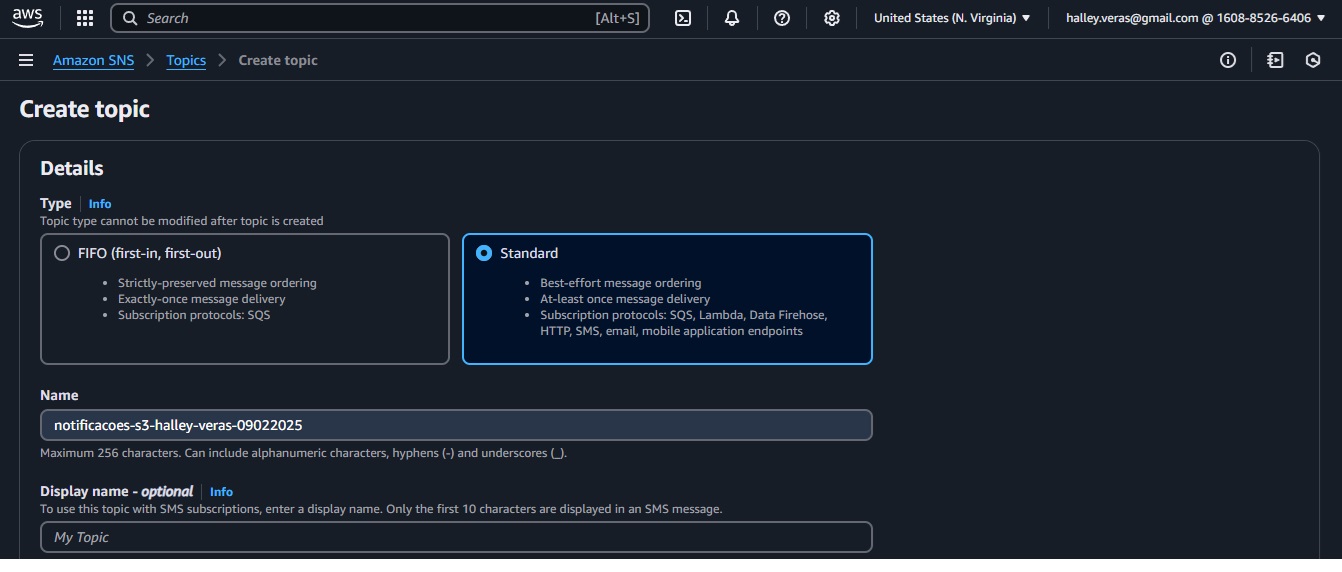 aws Search [Alt+S] United States (N. Virginia) halley.veras@gmail.com @ 1608-8526-6406
Amazon SNS > Topics > Create topic
Create topic
Details
Type Info
Topic type cannot be modified after topic is created
FIFO (first-in, first-out)
• Strictly-preserved message ordering
• Exactly-once message delivery
• Subscription protocols: SQS
Standard
• Best-effort message ordering
• At-least once message delivery
• Subscription protocols: SQS, Lambda, Data Firehose,
HTTP, SMS, email, mobile application endpoints
Name
notificacoes-s3-halley-veras-09022025
Maximum 256 characters. Can include alphanumeric characters, hyphens (-) and underscores (_).
Display name - optional Info
To use this topic with SMS subscriptions, enter a display name. Only the first 10 characters are displayed in an SMS message.
My Topic